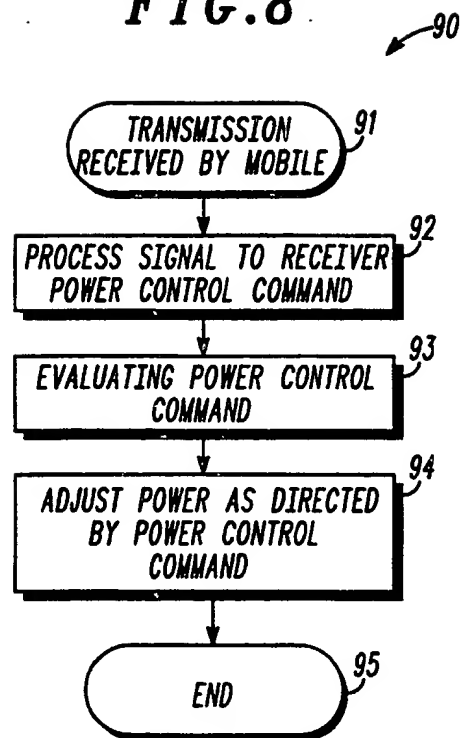 FIG.8
90
TRANSMISSION
RECEIVED BY MOBILE
91
PROCESS SIGNAL TO RECEIVER
POWER CONTROL COMMAND
92
EVALUATING POWER CONTROL
COMMAND
93
ADJUST POWER AS DIRECTED
BY POWER CONTROL
COMMAND
94
END
95